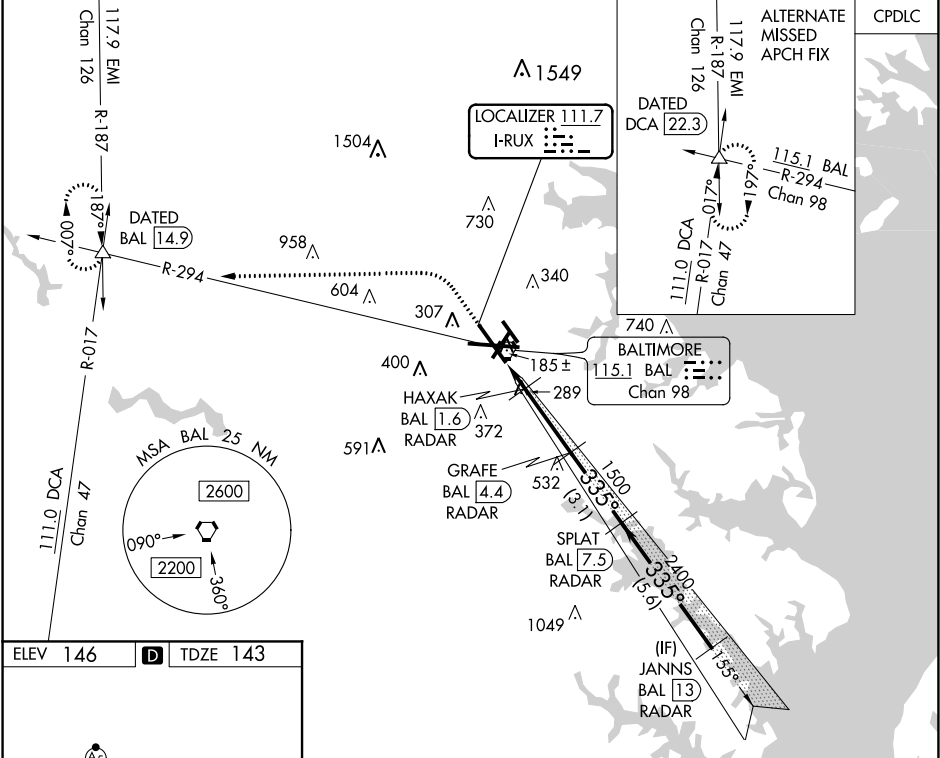 117.9 EMI
Chan 126
R-187
1549
LOCALIZER 111.7
I-RUX
1504
730
958
340
604
307
740
400
187°
007°
DATED
BAL 14.9
R-294
R-017
111.0 DCA
Chan 47
ALTERNATE
MISSED
APCH FIX
CPDLC
117.9 EMI
Chan 126
R-187
DATED
DCA 22.3
115.1 BAL
R-294
Chan 98
017°
197°
111.0 DCA
R-017
Chan 47
BALTIMORE
115.1 BAL
Chan 98
185 ±
289
HAXAK
BAL 1.6
RADAR
372
591
GRAFE
BAL 4.4
RADAR
532
335°
1500
(3.1)
SPLAT
BAL 7.5
RADAR
335°
2400
(5.6)
1049
(IF)
JANNS
BAL 13
RADAR
155°
MSA BAL 25 NM
2600
090°
2200
360°
ELEV 146 D TDZE 143